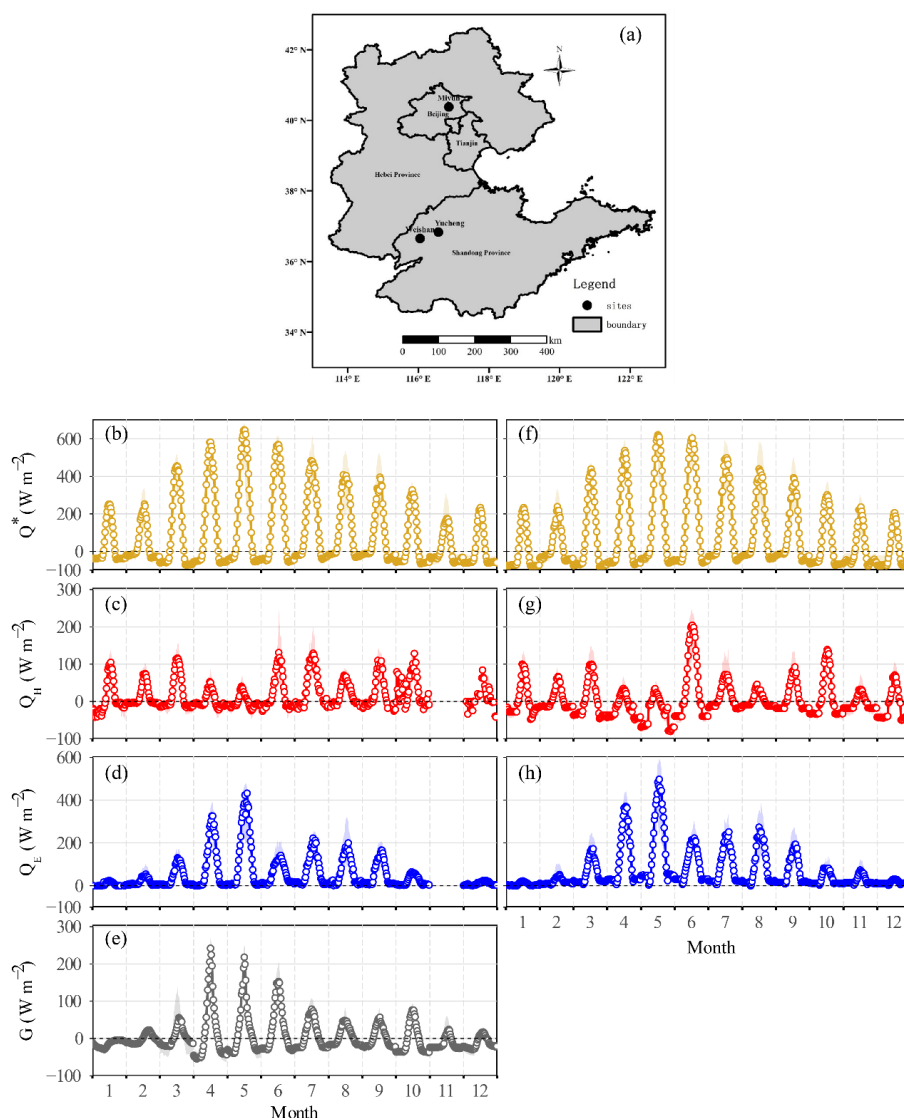 (a)
42° N
N
Miyun
40° N
Beijing
Tianjin
38° N
Hebei Province
Yucheng
Weishan
36° N
Shandong Province
Legend
sites
boundary
34° N
km
0 100 200 300 400
114° E 116° E 118° E 120° E 122° E
(b) (f)
600
400
200
0
−100
Q* (W m−2)
(c) (g)
300
200
100
0
−100
QH (W m−2)
(d) (h)
600
400
200
0
−100
QE (W m−2)
1 2 3 4 5 6 7 8 9 10 11 12
Month
(e)
300
200
100
0
−100
G (W m−2)
1 2 3 4 5 6 7 8 9 10 11 12
Month